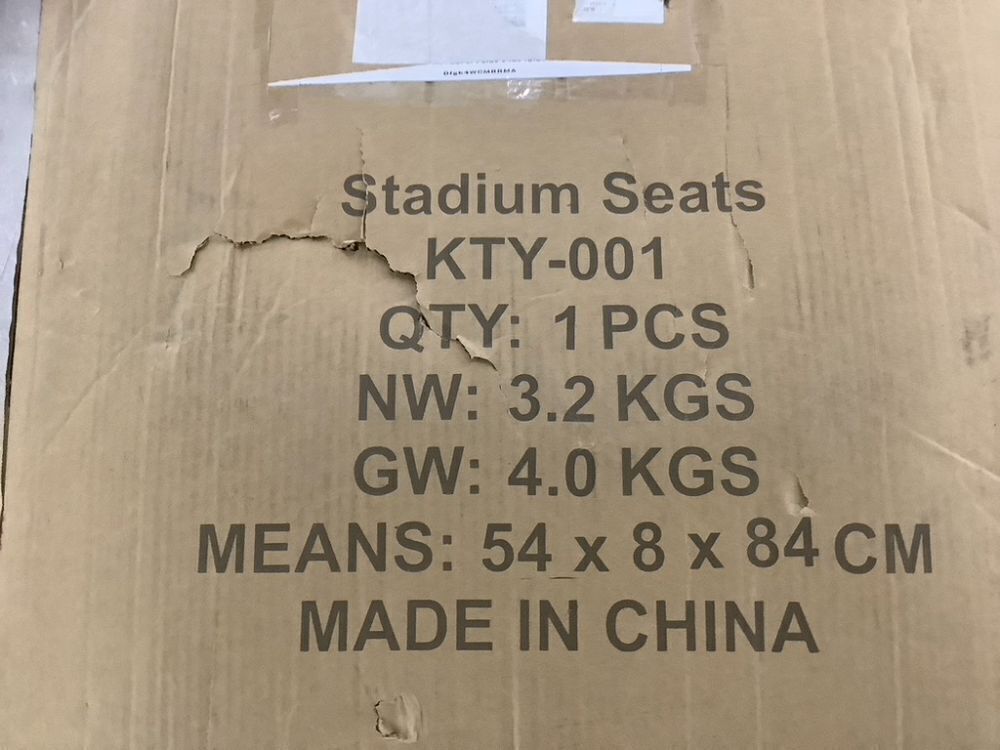 Stadium Seats
KTY-001
QTY: 1 PCS
NW: 3.2 KGS
GW: 4.0 KGS
MEANS: 54 x 8 x 84 CM
MADE IN CHINA